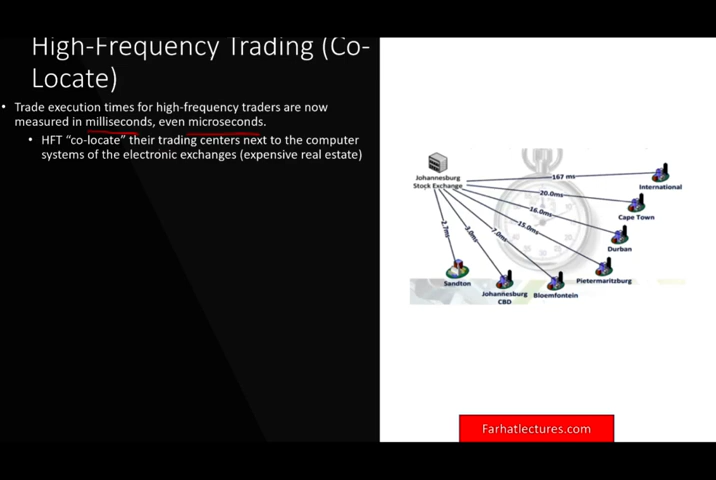 High-Frequency Trading (Co-
Locate)
• Trade execution times for high-frequency traders are now
measured in milliseconds, even microseconds.
• HFT "co-locate" their trading centers next to the computer
systems of the electronic exchanges (expensive real estate)
Johannesburg
Stock Exchange
167 ms
International
20.0ms
Cape Town
16.0ms
Durban
15.0ms
Pietermaritzburg
7.0ms
Bloemfontein
3.0ms
Johannesburg
CBD
2.7ms
Sandton
Farhatlectures.com